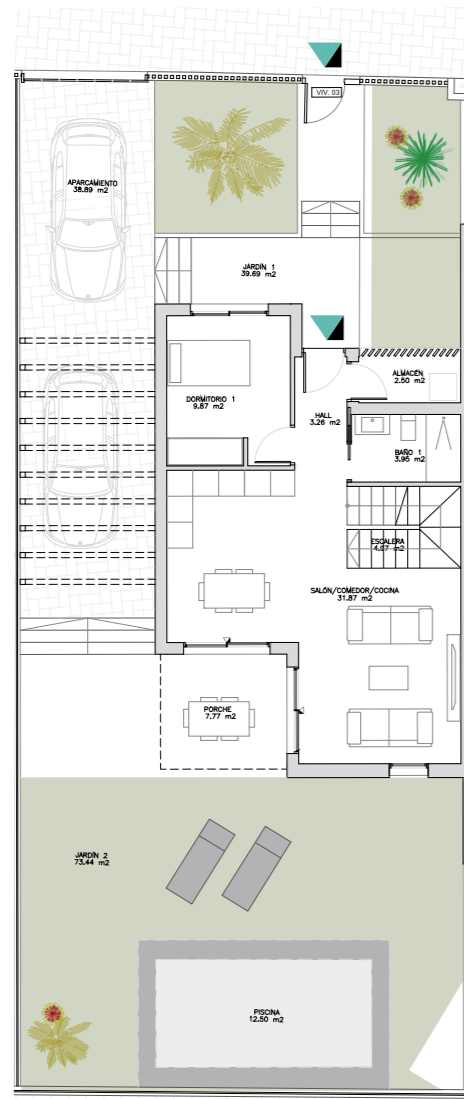 VIV. 03
APARCAMIENTO
38.89 m2
JARDÍN 1
39.69 m2
ALMACÉN
2.50 m2
DORMITORIO 1
9.87 m2
HALL
3.26 m2
BAÑO 1
3.95 m2
ESCALERA
4.97 m2
SALÓN/COMEDOR/COCINA
31.87 m2
PORCHE
7.77 m2
JARDÍN 2
73.44 m2
PISCINA
12.50 m2